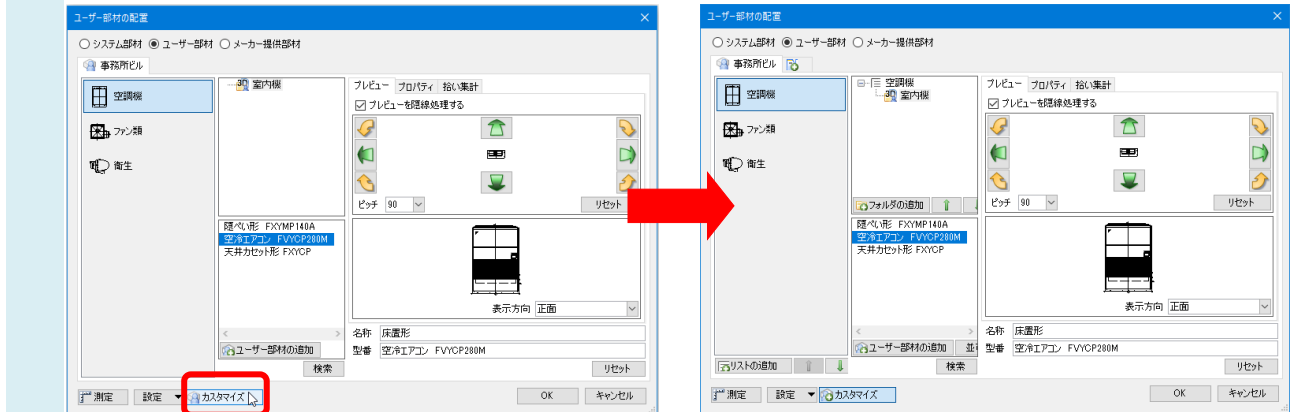 ユーザー部材の配置
システム部材 ユーザー部材 メーカー提供部材
事務所ビル
空調機
ファン類
衛生
室内機
プレビュー プロパティ 拾い集計
プレビューを隠線処理する
ピッチ 90 リセット
隠ぺい形 FXYMP140A
空冷エアコン FVYCP280M
天井カセット形 FXYCP
表示方向 正面
ユーザー部材の追加
検索
名称 床置形
型番 空冷エアコン FVYCP280M
リセット
測定 設定 カスタマイズ OK キャンセル
ユーザー部材の配置
システム部材 ユーザー部材 メーカー提供部材
事務所ビル
空調機
ファン類
衛生
空調機
室内機
フォルダの追加
プレビュー プロパティ 拾い集計
プレビューを隠線処理する
ピッチ 90 リセット
隠ぺい形 FXYMP140A
空冷エアコン FVYCP280M
天井カセット形 FXYCP
表示方向 正面
ユーザー部材の追加
検索
名称 床置形
型番 空冷エアコン FVYCP280M
リストの追加
リセット
測定 設定 カスタマイズ OK キャンセル